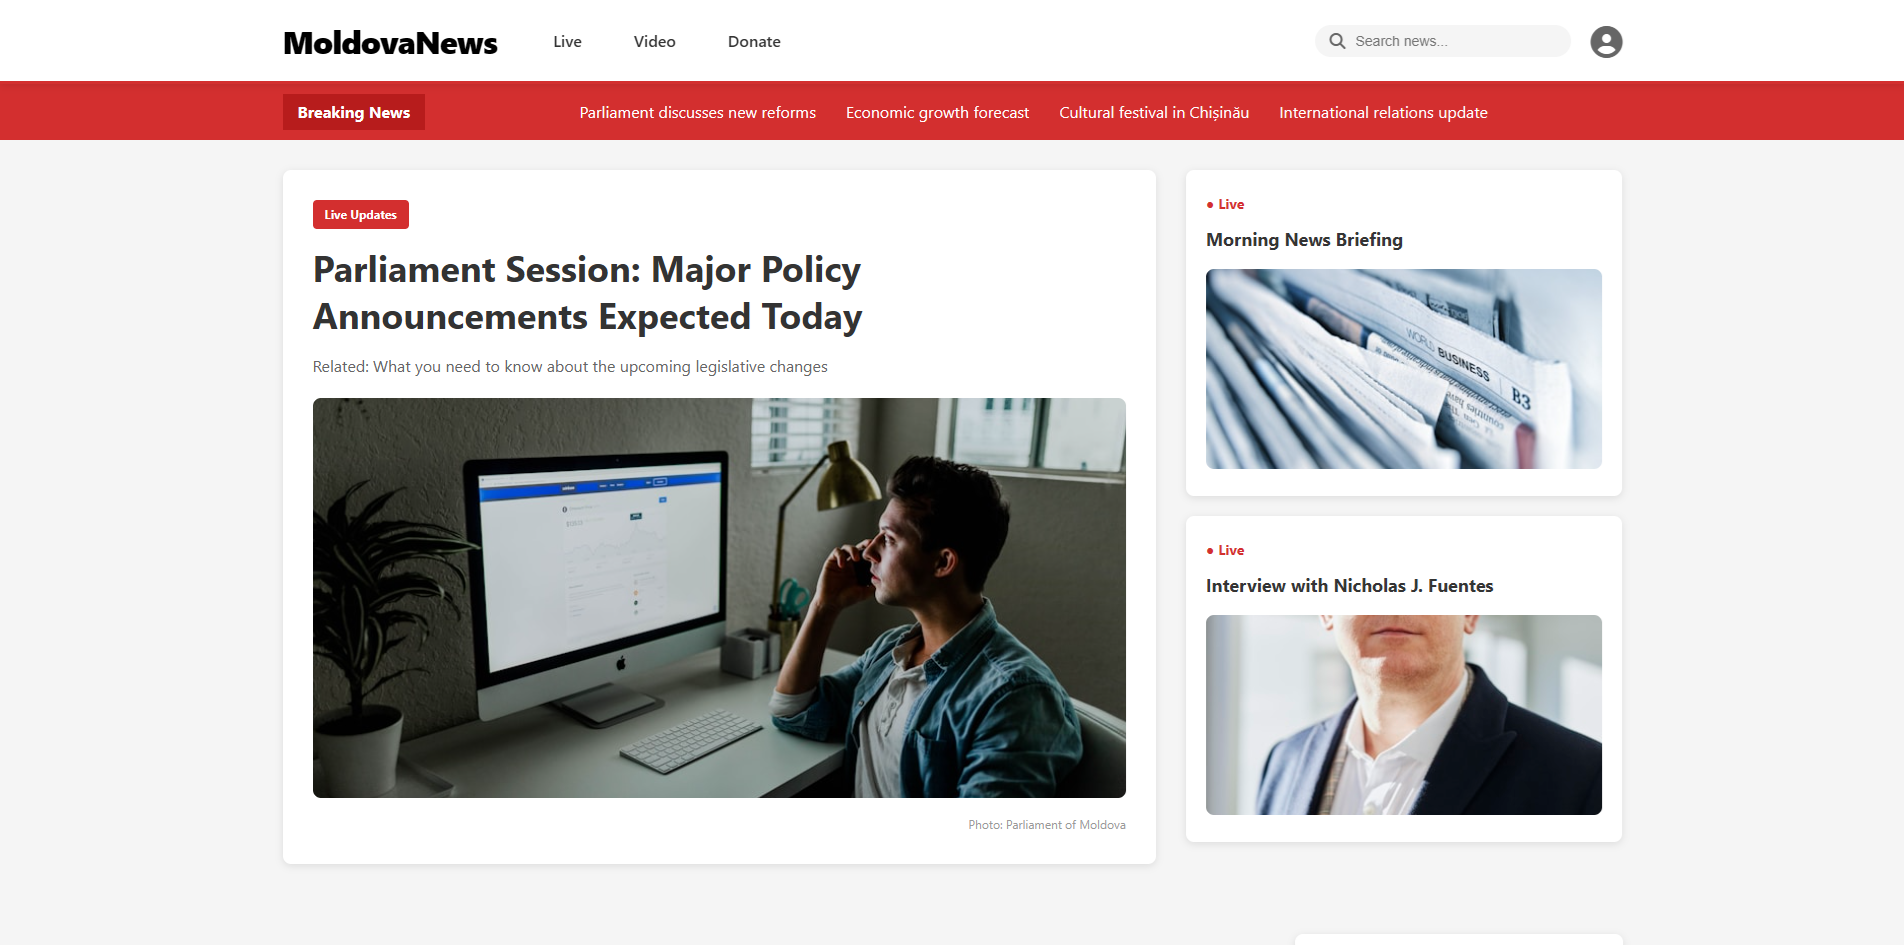 MoldovaNews
Live
Video
Donate
Search news...
Breaking News
Parliament discusses new reforms
Economic growth forecast
Cultural festival in Chișinău
International relations update
Live Updates
Parliament Session: Major Policy
Announcements Expected Today
Related: What you need to know about the upcoming legislative changes
Photo: Parliament of Moldova
● Live
Morning News Briefing
WORLD BUSINESS
B3
● Live
Interview with Nicholas J. Fuentes